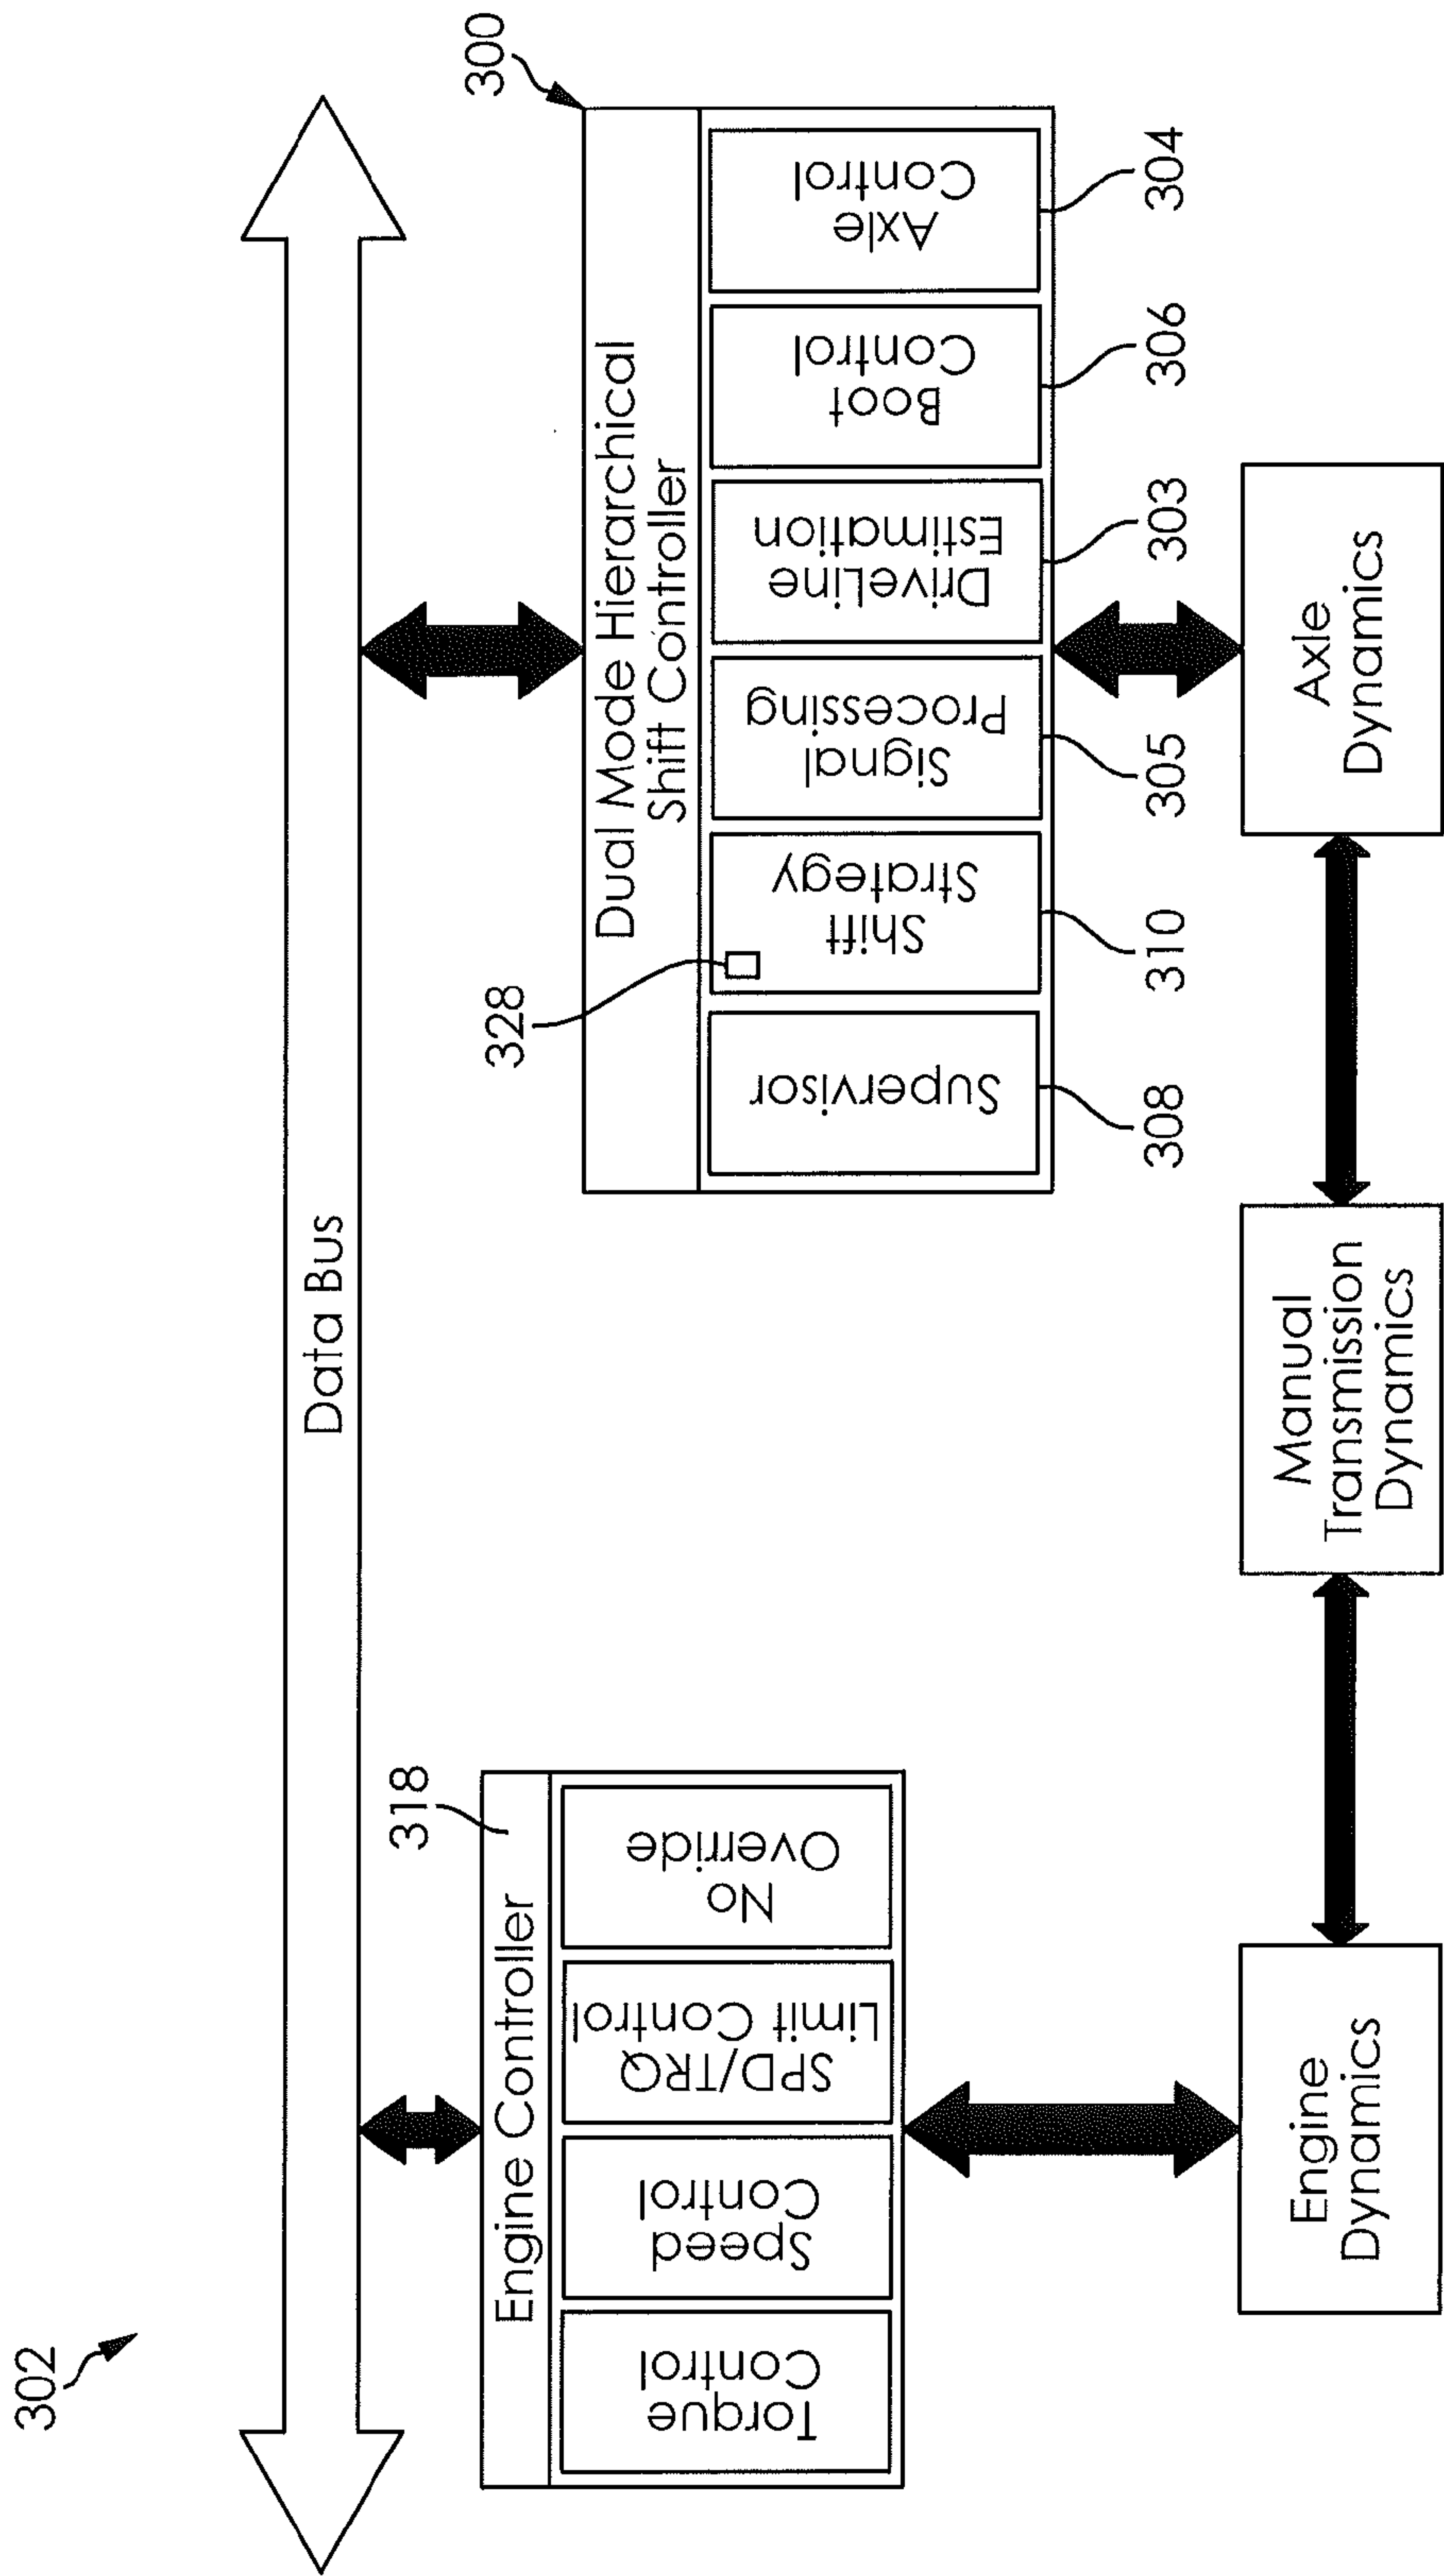 302
Data Bus
318
Engine Controller
Torque
Control
Speed
Control
SPD/TRQ
Limit Control
No
Override
300
Dual Mode Hierarchical
Shift Controller
328
Supervisor
Shift
Strategy
Signal
Processing
DriveLine
Estimation
Boot
Control
Axle
Control
308
310
305
303
306
304
Engine
Dynamics
Manual
Transmission
Dynamics
Axle
Dynamics